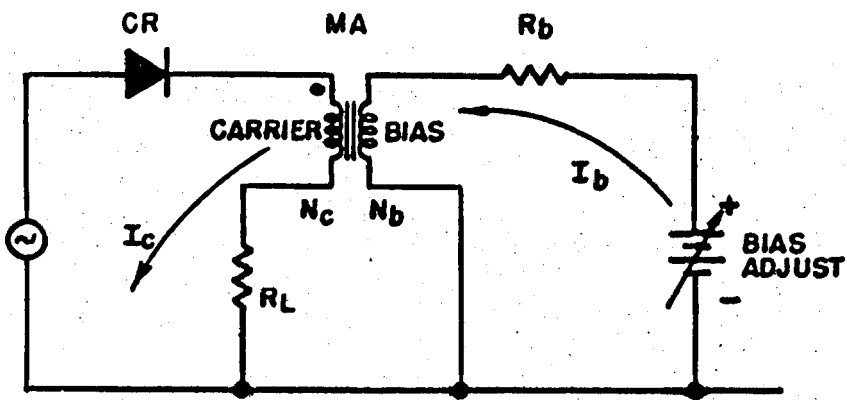 CR
MA
Rb
CARRIER
BIAS
Ib
Nc
Nb
Ic
+
BIAS
ADJUST
RL
–